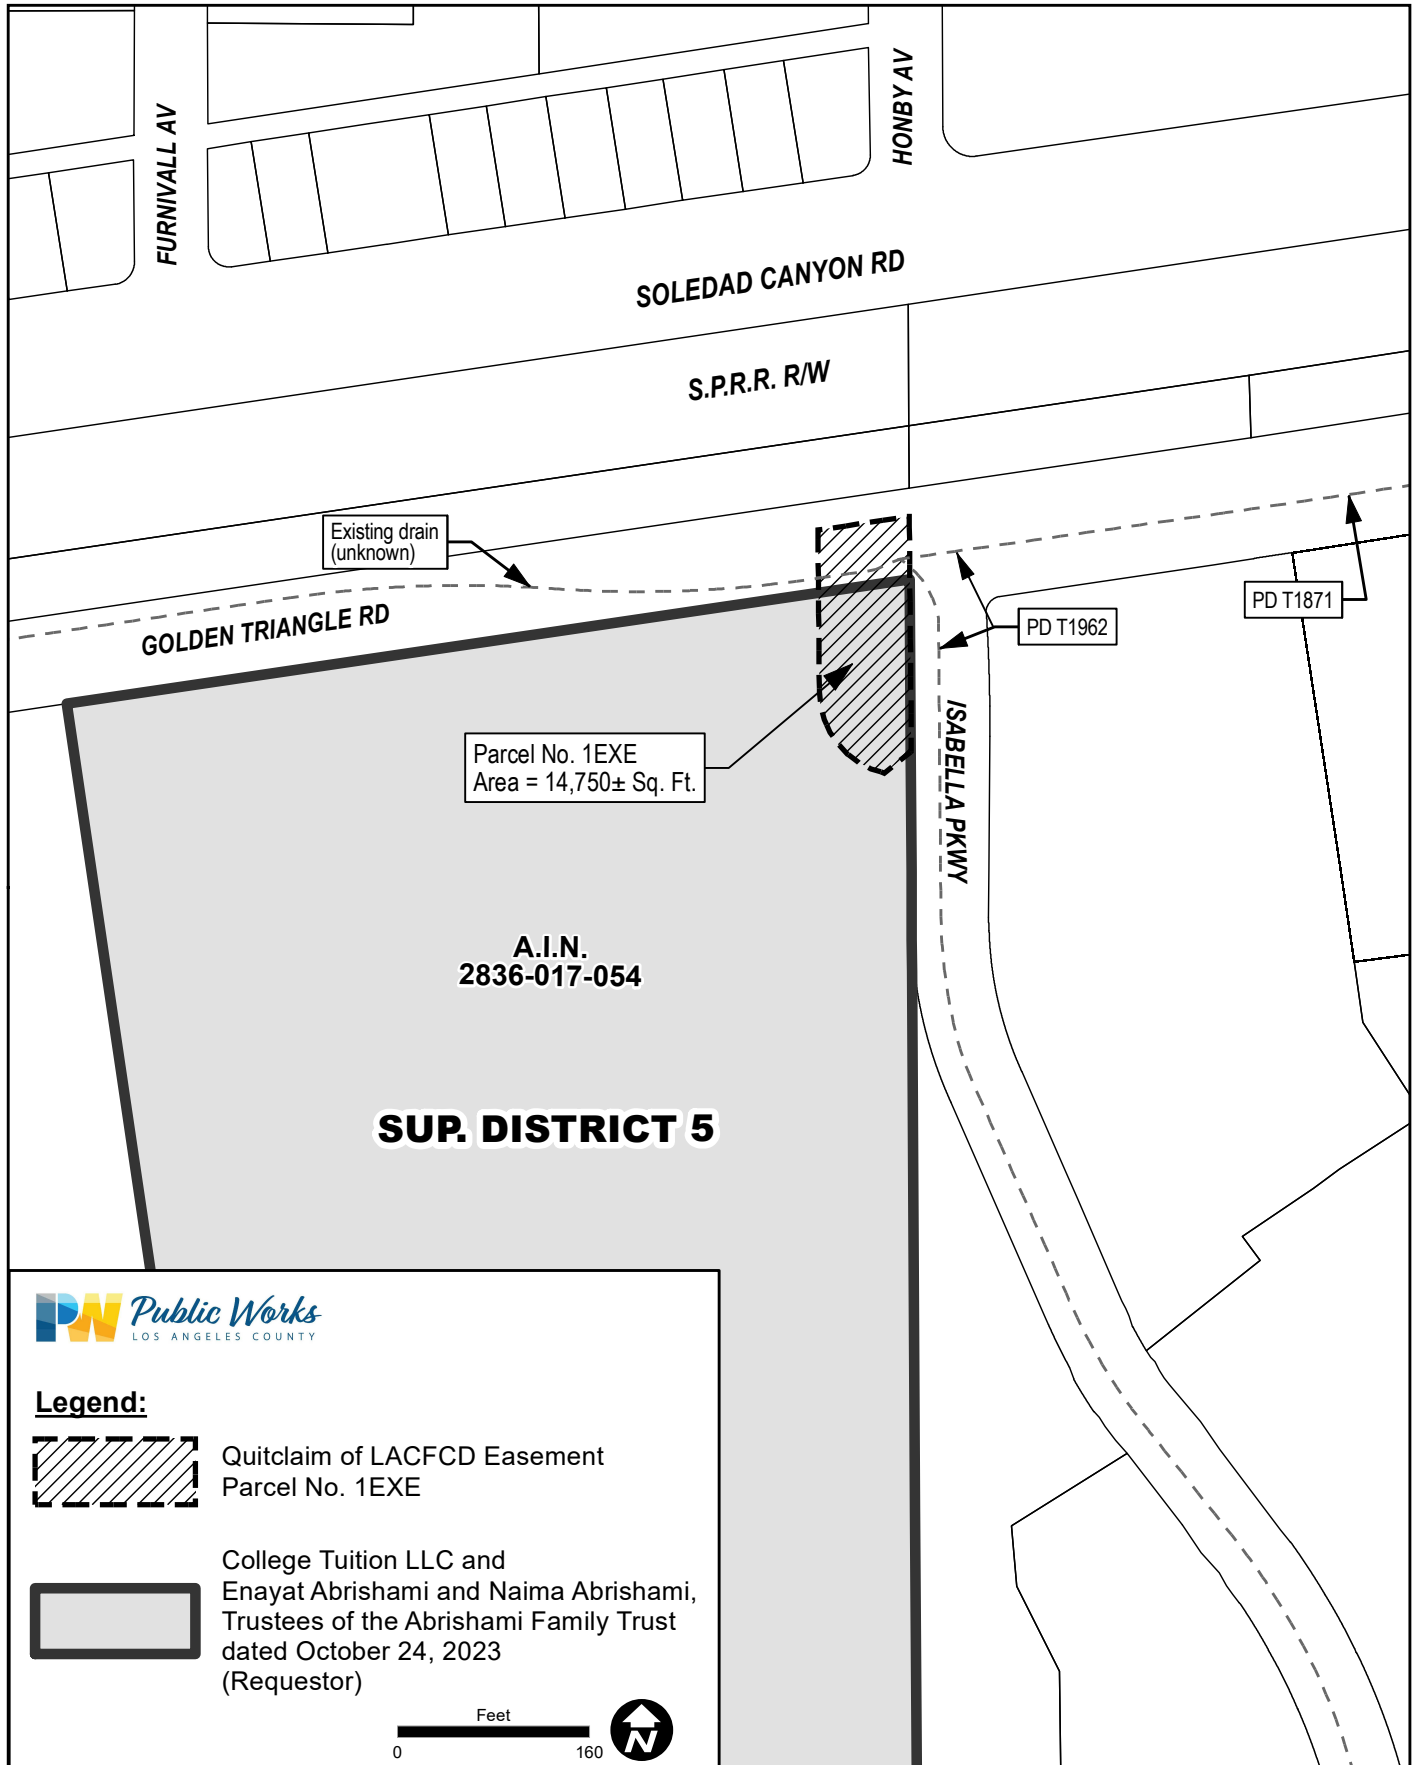 FURNIVALL AV
HONBY AV
SOLEDAD CANYON RD
S.P.R.R. R/W
Existing drain
(unknown)
GOLDEN TRIANGLE RD
PD T1871
PD T1962
Parcel No. 1EXE
Area = 14,750± Sq. Ft.
ISABELLA PKWY
A.I.N.
2836-017-054
SUP. DISTRICT 5
PW Public Works
LOS ANGELES COUNTY
Legend:
Quitclaim of LACFCD Easement
Parcel No. 1EXE
College Tuition LLC and
Enayat Abrishami and Naima Abrishami,
Trustees of the Abrishami Family Trust
dated October 24, 2023
(Requestor)
Feet
0 160
N